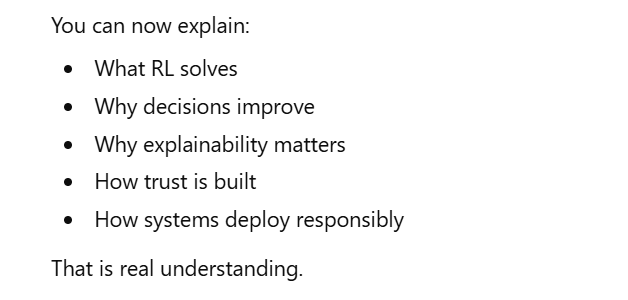 You can now explain:
• What RL solves
• Why decisions improve
• Why explainability matters
• How trust is built
• How systems deploy responsibly
That is real understanding.